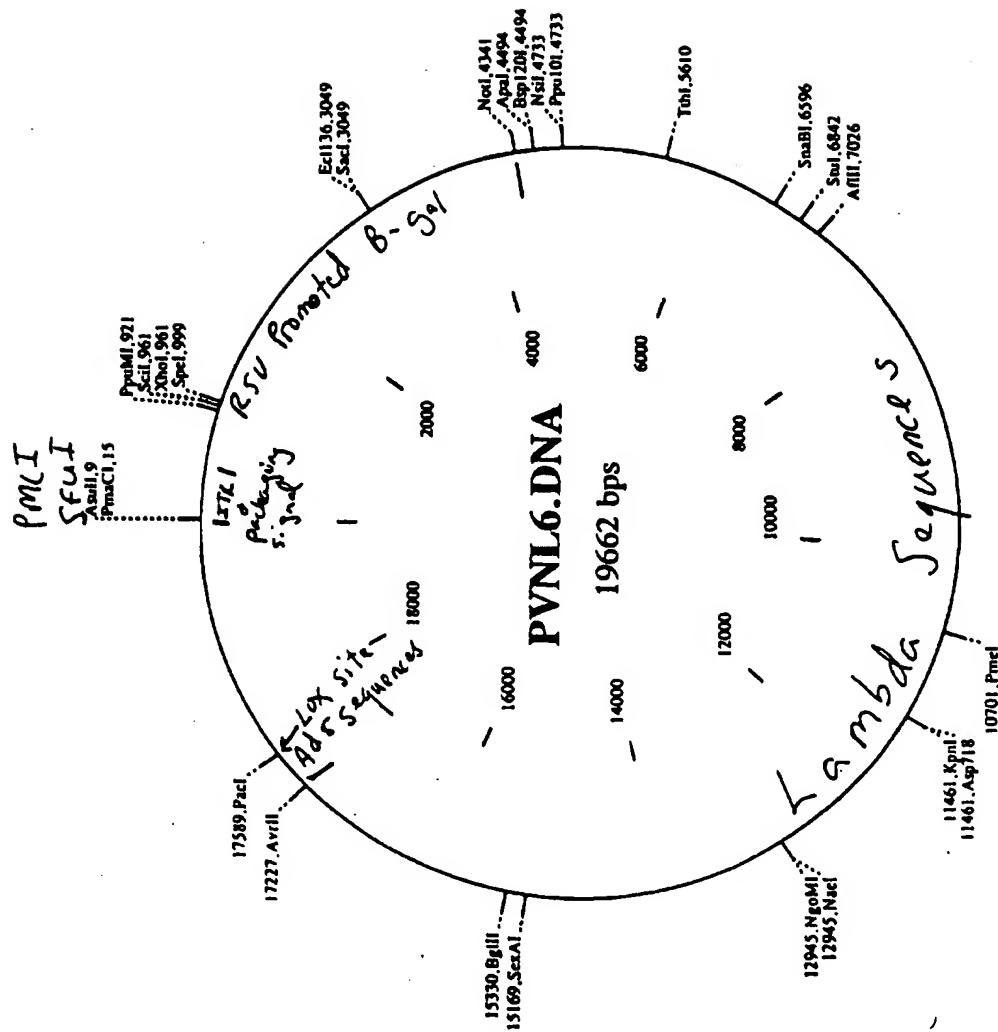 PMLI
SFUI
AsuII,9
PmaCI,15
PpuMI,921
SciI,961
XhoI,961
SpeI,999
Ecl136,3049
SacI,3049
NotI,4341
ApaI,4494
Bsp120I,4494
NsiI,4733
Ppu10I,4733
TthI,5610
SnaBI,6596
StuI,6842
AflII,7026
10701,PmeI
11461,KpnI
11461,Asp718
12945,NgoMI
12945,NaeI
15169,SexAI
15330,BglII
17227,AvrII
17589,PacI
Packaging
Signal
RSV Promoted B-gal
Lambda Sequences
Lox Site
Ad5 Sequences
2000
4000
6000
8000
10000
12000
14000
16000
18000
PVNL6.DNA
19662 bps